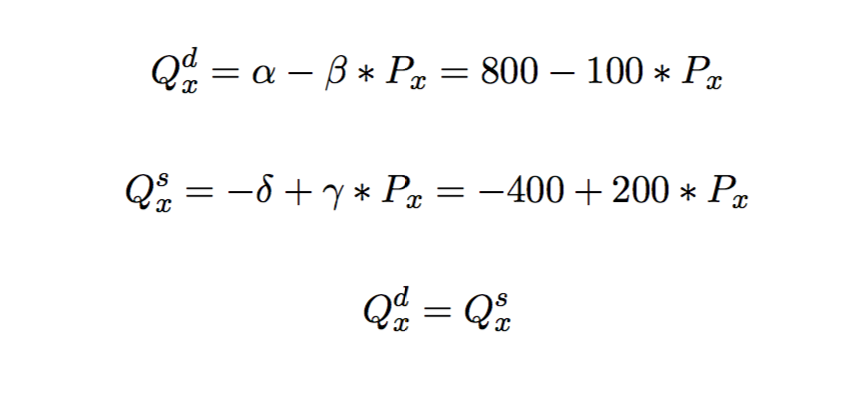 Q_x^d = α − β ∗ P_x = 800 − 100 ∗ P_x
Q_x^s = −δ + γ ∗ P_x = −400 + 200 ∗ P_x
Q_x^d = Q_x^s